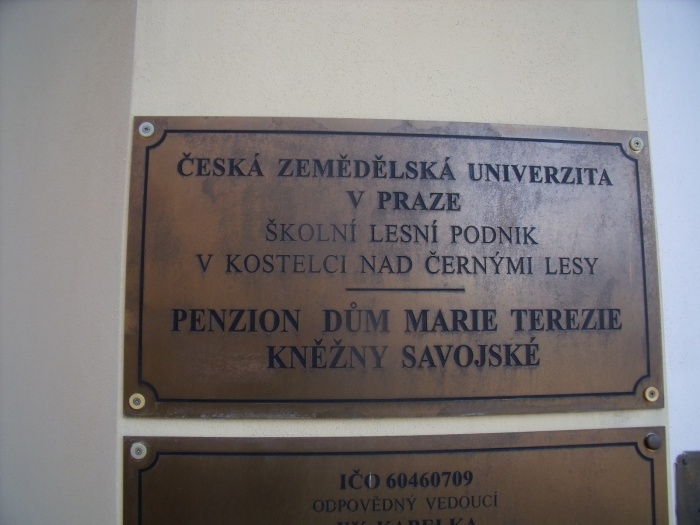 ČESKÁ ZEMĚDĚLSKÁ UNIVERZITA
V PRAZE
ŠKOLNÍ LESNÍ PODNIK
V KOSTELCI NAD ČERNÝMI LESY
PENZION DŮM MARIE TEREZIE
KNĚŽNY SAVOJSKÉ
IČO 60460709
ODPOVĚDNÝ VEDOUCÍ